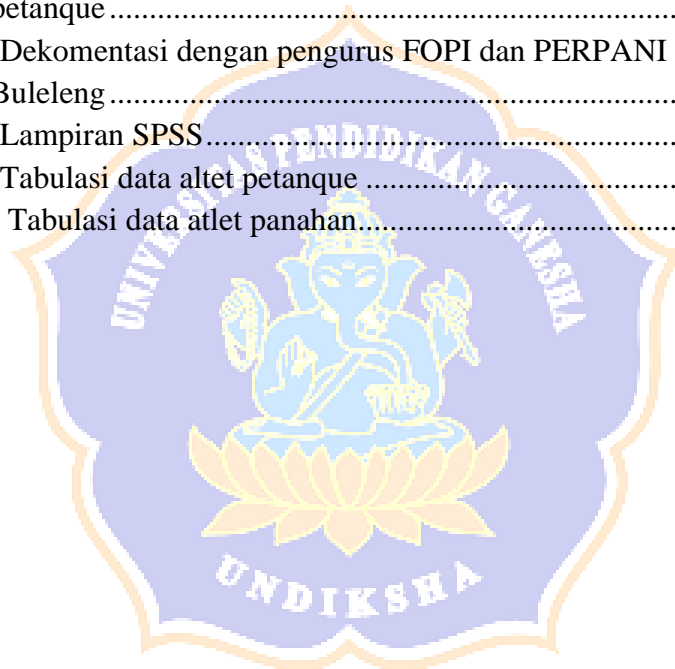 petanque................................................................................
Dekomentasi dengan pengurus FOPI dan PERPANI
Buleleng................................................................................
Lampiran SPSS.....................................................................
Tabulasi data altet petanque ..............................................
Tabulasi data atlet panahan...............................................
UNIVERSITAS PENDIDIKAN GANESHA
UNDIKSHA